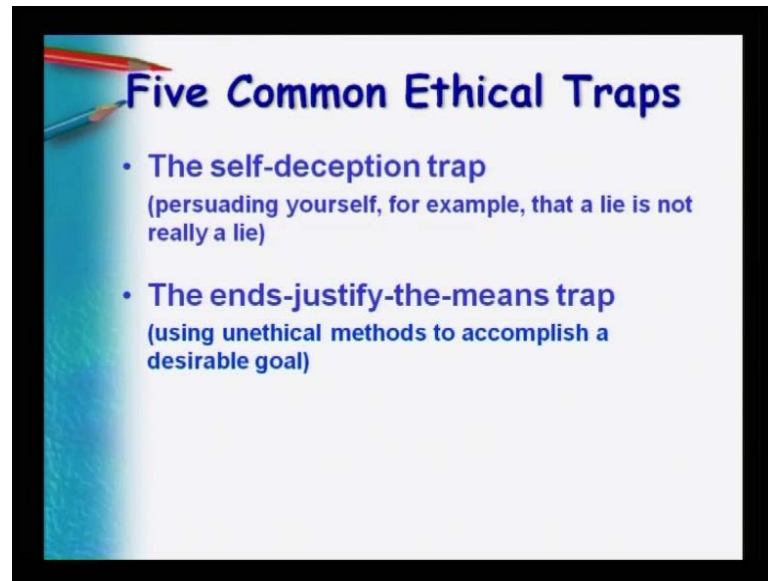 Five Common Ethical Traps
• The self-deception trap
(persuading yourself, for example, that a lie is not
really a lie)
• The ends-justify-the-means trap
(using unethical methods to accomplish a
desirable goal)